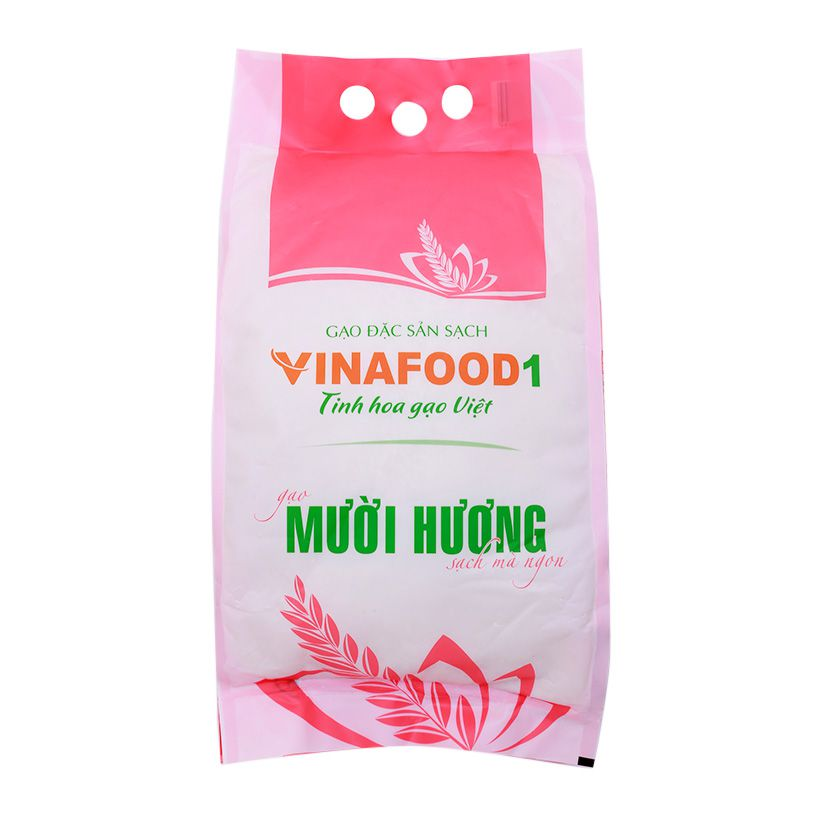 GẠO ĐẶC SẢN SẠCH
VINAFOOD1
Tinh hoa gạo Việt
gạo
MƯỜI HƯƠNG
sạch mà ngon